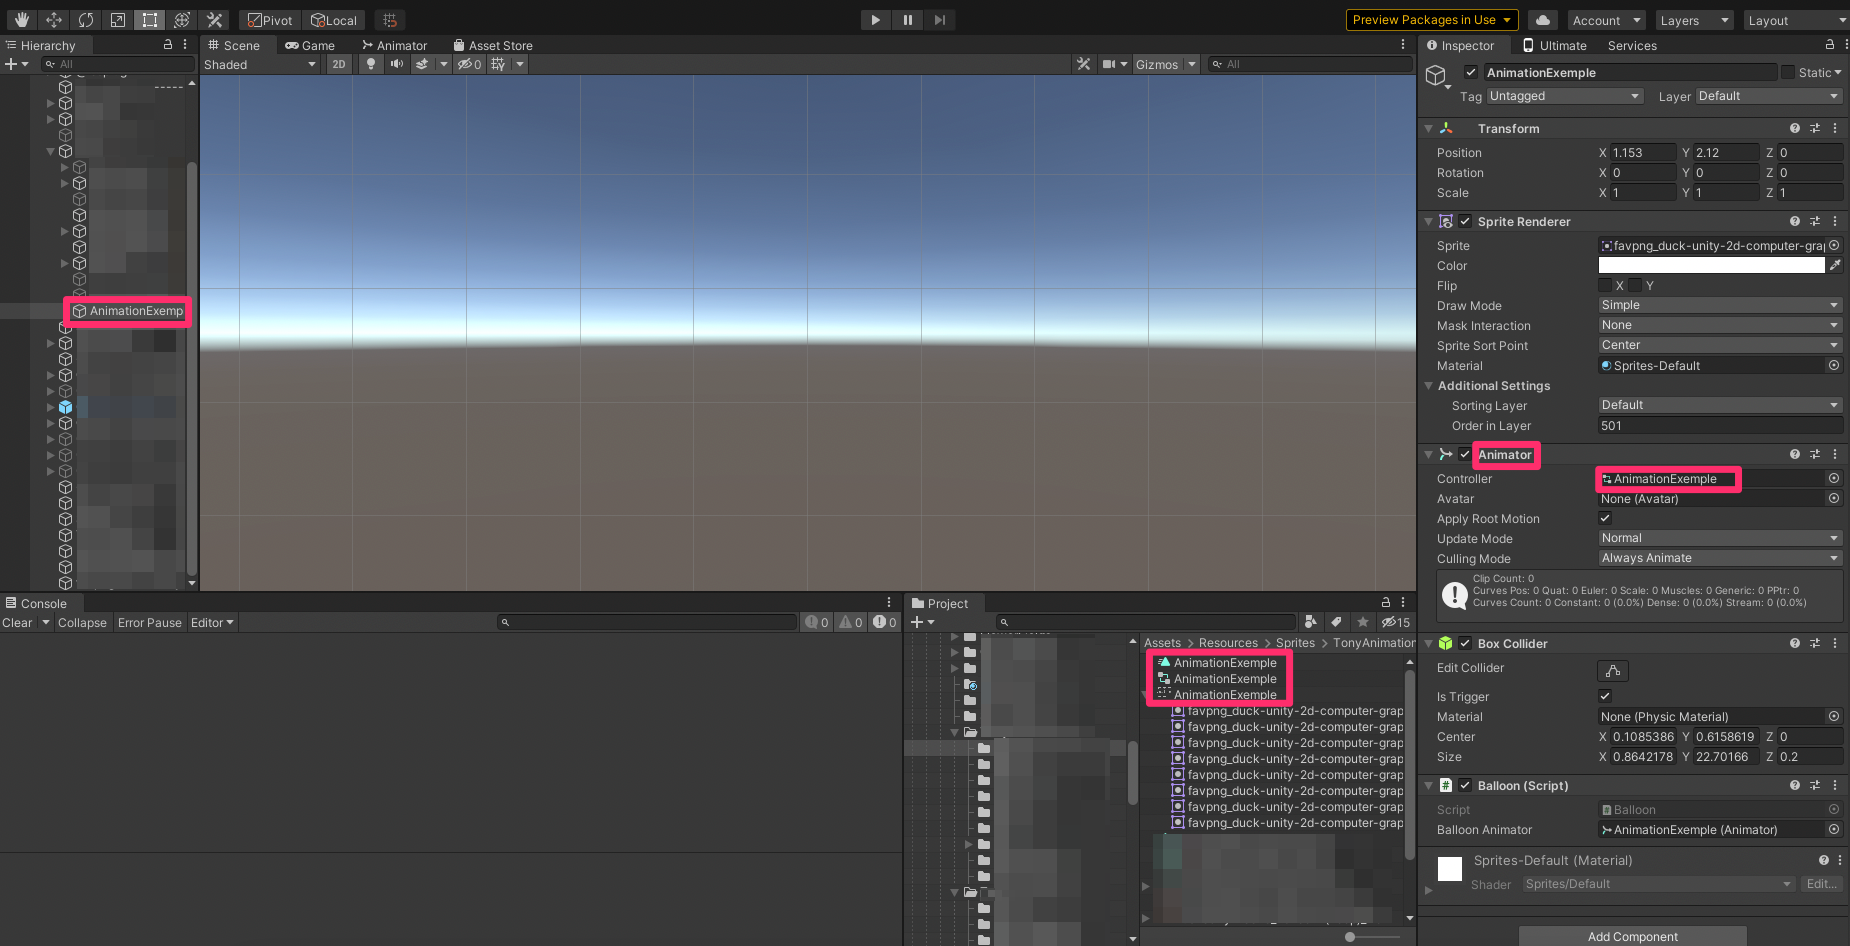 Pivot Local
Preview Packages in Use
Account Layers Layout
Hierarchy
All
AnimationExemp
Scene Game Animator Asset Store
Shaded 2D 0 Gizmos All
Inspector Ultimate Services
AnimationExemple Static
Tag Untagged Layer Default
Transform
Position X 1.153 Y 2.12 Z 0
Rotation X 0 Y 0 Z 0
Scale X 1 Y 1 Z 1
Sprite Renderer
Sprite favpng_duck-unity-2d-computer-grap
Color
Flip X Y
Draw Mode Simple
Mask Interaction None
Sprite Sort Point Center
Material Sprites-Default
Additional Settings
Sorting Layer Default
Order in Layer 501
Animator
Controller AnimationExemple
Avatar None (Avatar)
Apply Root Motion
Update Mode Normal
Culling Mode Always Animate
Clip Count: 0
Curves Pos: 0 Quat: 0 Euler: 0 Scale: 0 Muscles: 0 Generic: 0 PPtr: 0
Curves Count: 0 Constant: 0 (0.0%) Dense: 0 (0.0%) Stream: 0 (0.0%)
Box Collider
Edit Collider
Is Trigger
Material None (Physic Material)
Center X 0.1085386 Y 0.6158619 Z 0
Size X 0.8642178 Y 22.70166 Z 0.2
Balloon (Script)
Script Balloon
Balloon Animator AnimationExemple (Animator)
Sprites-Default (Material)
Shader Sprites/Default Edit...
Add Component
Console
Clear Collapse Error Pause Editor 0 0 0
Project
15
Assets > Resources > Sprites > TonyAnimation
AnimationExemple
AnimationExemple
AnimationExemple
favpng_duck-unity-2d-computer-grap
favpng_duck-unity-2d-computer-grap
favpng_duck-unity-2d-computer-grap
favpng_duck-unity-2d-computer-grap
favpng_duck-unity-2d-computer-grap
favpng_duck-unity-2d-computer-grap
favpng_duck-unity-2d-computer-grap
favpng_duck-unity-2d-computer-grap